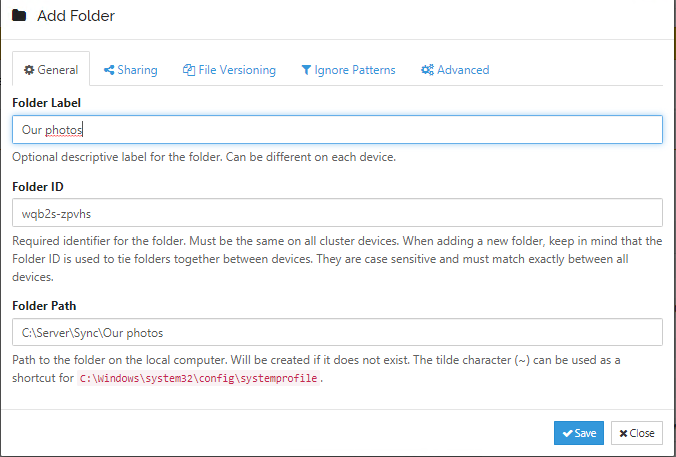 Add Folder
General Sharing File Versioning Ignore Patterns Advanced
Folder Label
Our photos
Optional descriptive label for the folder. Can be different on each device.
Folder ID
wqb2s-zpvhs
Required identifier for the folder. Must be the same on all cluster devices. When adding a new folder, keep in mind that the
Folder ID is used to tie folders together between devices. They are case sensitive and must match exactly between all
devices.
Folder Path
C:\Server\Sync\Our photos
Path to the folder on the local computer. Will be created if it does not exist. The tilde character (~) can be used as a
shortcut for C:\Windows\system32\config\systemprofile.
Save Close